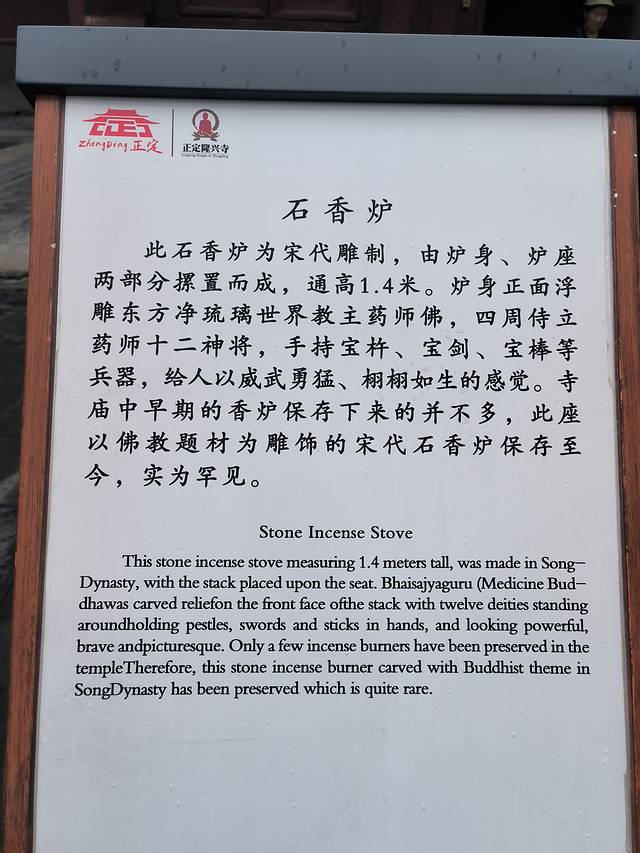 ZhengDing 正定
正定隆兴寺
石香炉
此石香炉为宋代雕制，由炉身、炉座
两部分摞置而成，通高1.4米。炉身正面浮
雕东方净琉璃世界教主药师佛，四周侍立
药师十二神将，手持宝杵、宝剑、宝棒等
兵器，给人以威武勇猛、栩栩如生的感觉。寺
庙中早期的香炉保存下来的并不多，此座
以佛教题材为雕饰的宋代石香炉保存至
今，实为罕见。
Stone Incense Stove
This stone incense stove measuring 1.4 meters tall, was made in Song-
Dynasty, with the stack placed upon the seat. Bhaisajyaguru (Medicine Bud-
dhawas carved reliefon the front face ofthe stack with twelve deities standing
aroundholding pestles, swords and sticks in hands, and looking powerful,
brave andpicturesque. Only a few incense burners have been preserved in the
templeTherefore, this stone incense burner carved with Buddhist theme in
SongDynasty has been preserved which is quite rare.